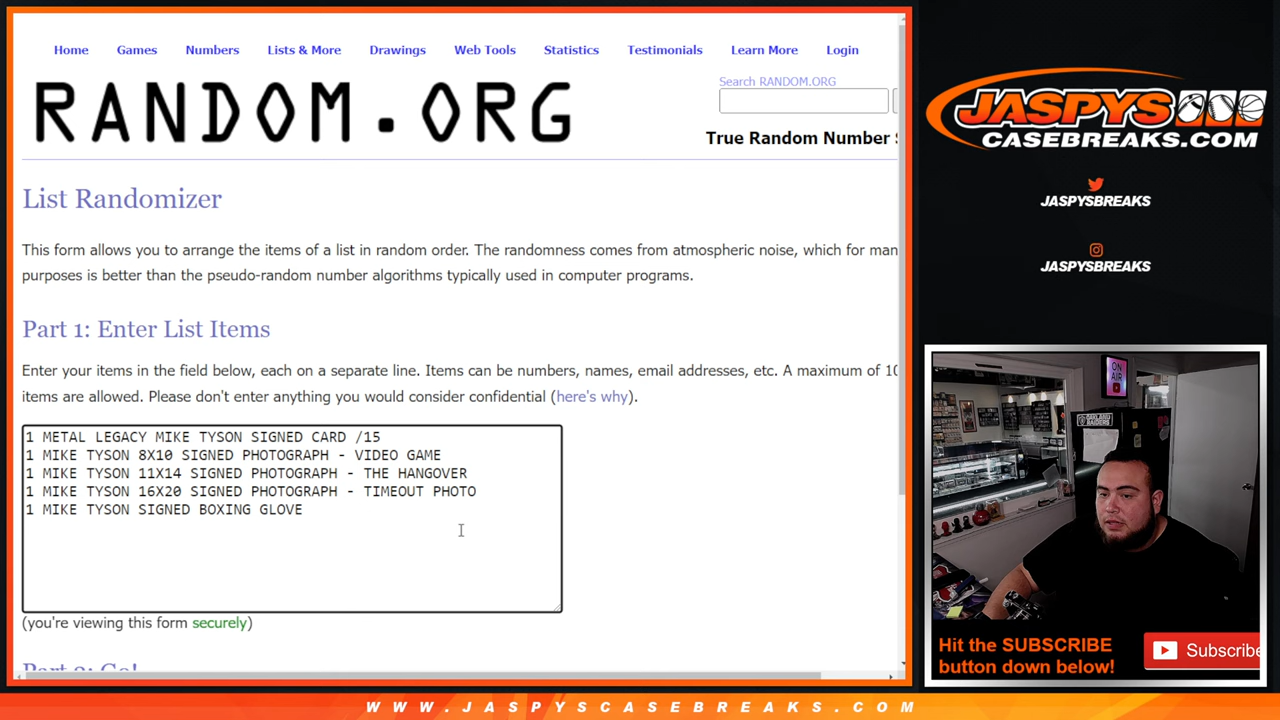 Home Games Numbers Lists & More Drawings Web Tools Statistics Testimonials Learn More Login
RANDOM.ORG
Search RANDOM.ORG
True Random Number S
List Randomizer
This form allows you to arrange the items of a list in random order. The randomness comes from atmospheric noise, which for man
purposes is better than the pseudo-random number algorithms typically used in computer programs.
Part 1: Enter List Items
Enter your items in the field below, each on a separate line. Items can be numbers, names, email addresses, etc. A maximum of 10
items are allowed. Please don't enter anything you would consider confidential (here's why).
1 METAL LEGACY MIKE TYSON SIGNED CARD /15
1 MIKE TYSON 8X10 SIGNED PHOTOGRAPH - VIDEO GAME
1 MIKE TYSON 11X14 SIGNED PHOTOGRAPH - THE HANGOVER
1 MIKE TYSON 16X20 SIGNED PHOTOGRAPH - TIMEOUT PHOTO
1 MIKE TYSON SIGNED BOXING GLOVE
(you're viewing this form securely)
Part 2: Go!
JASPYS
CASEBREAKS.COM
JASPYSBREAKS
JASPYSBREAKS
ON
AIR
Hit the SUBSCRIBE
button down below!
Subscribe
WWW.JASPYSCASEBREAKS.COM